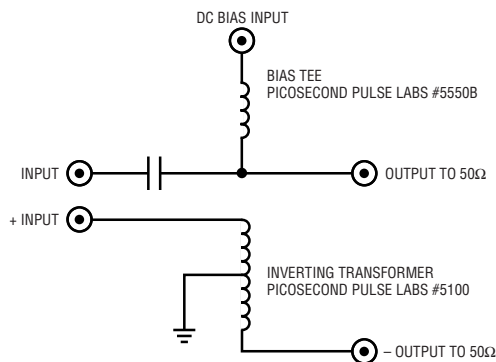 DC BIAS INPUT
BIAS TEE
PICOSECOND PULSE LABS #5550B
INPUT
OUTPUT TO 50Ω
+ INPUT
INVERTING TRANSFORMER
PICOSECOND PULSE LABS #5100
– OUTPUT TO 50Ω